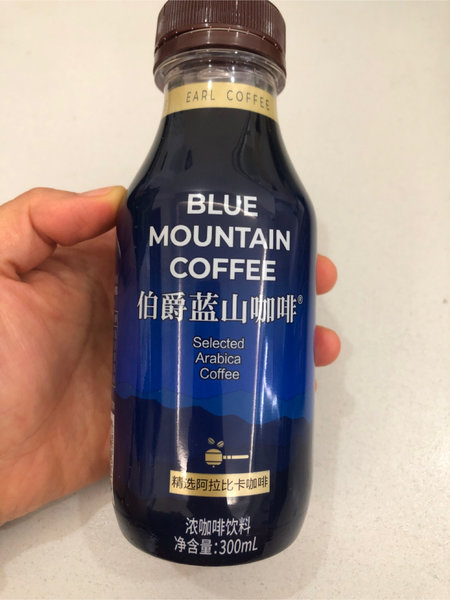 EARL COFFEE
BLUE
MOUNTAIN
COFFEE
伯爵蓝山咖啡®
Selected
Arabica
Coffee
精选阿拉比卡咖啡
浓咖啡饮料
净含量:300mL